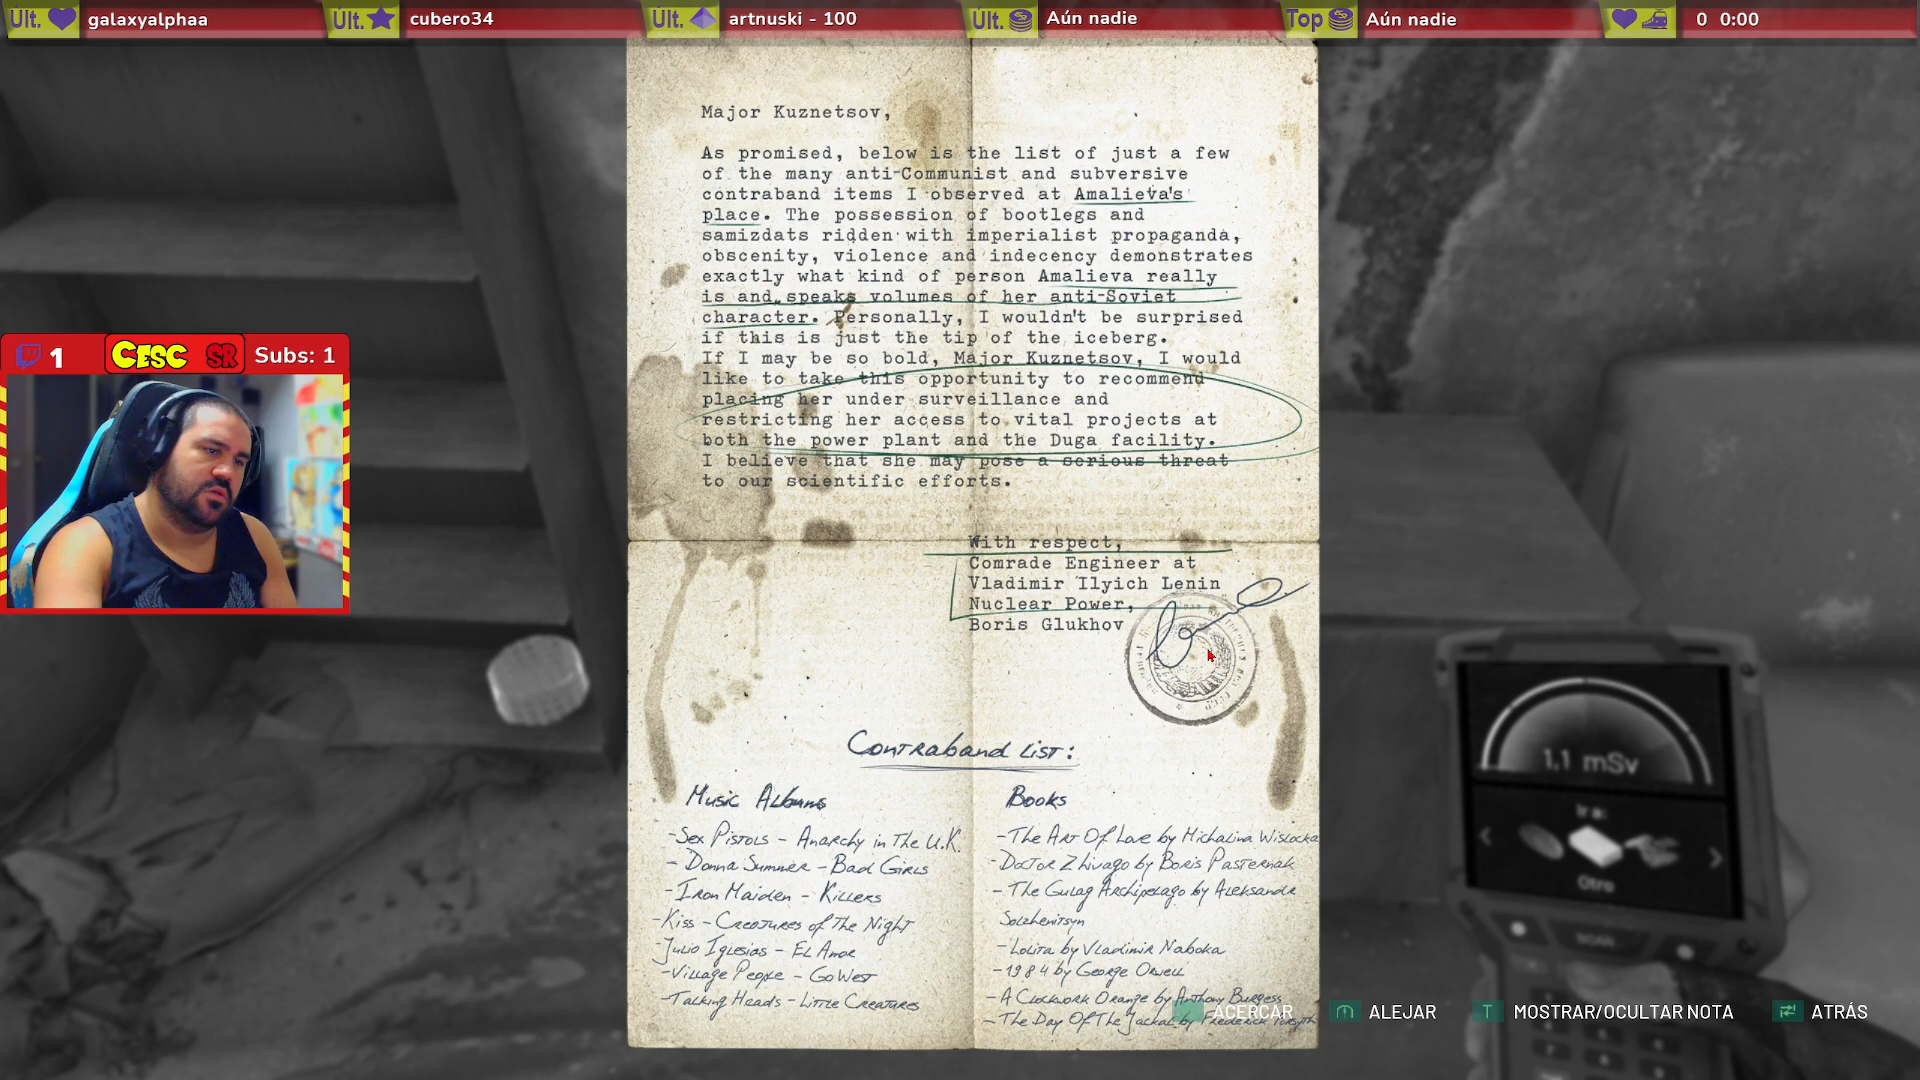 Últ. galaxyalphaa
Últ. cubero34
Últ. artnuski - 100
Últ. Aún nadie
Top Aún nadie
0 0:00
1 CESC SR Subs: 1
Major Kuznetsov,
As promised, below is the list of just a few
of the many anti-Communist and subversive
contraband items I observed at Amalieva's
place. The possession of bootlegs and
samizdats ridden with imperialist propaganda,
obscenity, violence and indecency demonstrates
exactly what kind of person Amalieva really
is and speaks volumes of her anti-Soviet
character. Personally, I wouldn't be surprised
if this is just the tip of the iceberg.
If I may be so bold, Major Kuznetsov, I would
like to take this opportunity to recommend
placing her under surveillance and
restricting her access to vital projects at
both the power plant and the Duga facility.
I believe that she may pose a serious threat
to our scientific efforts.
With respect,
Comrade Engineer at
Vladimir Ilyich Lenin
Nuclear Power,
Boris Glukhov
Contraband List:
Music Albums
-Sex Pistols - Anarchy in The U.K.
- Donna Summer - Bad Girls
- Iron Maiden - Killers
-Kiss - Creatures of The Night
-Julio Iglesias - El Amor
-Village People - Go West
-Talking Heads - Little Creatures
Books
-The Art Of Love by Michalina Wislocka
-Doctor Zhivago by Boris Pasternak
- The Gulag Archipelago by Aleksandr
Solzhenitsyn
-Lolita by Vladimir Naboka
-1984 by George Orwell
-A Clockwork Orange by Anthony Burgess
-The Day Of The Jackal by Frederick Forsyth
1,1 mSv
Ir a:
Otro
SCAN
ACERCAR
ALEJAR
T MOSTRAR/OCULTAR NOTA
ATRÁS